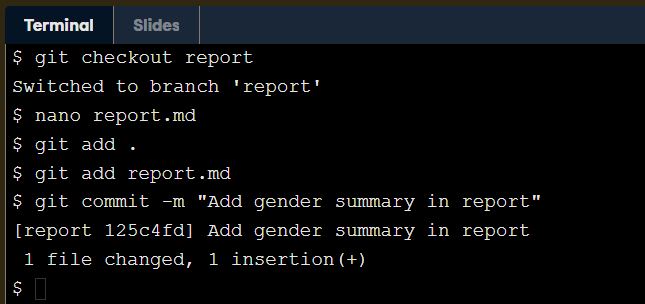 Terminal Slides
$ git checkout report
Switched to branch 'report'
$ nano report.md
$ git add .
$ git add report.md
$ git commit -m "Add gender summary in report"
[report 125c4fd] Add gender summary in report
 1 file changed, 1 insertion(+)
$